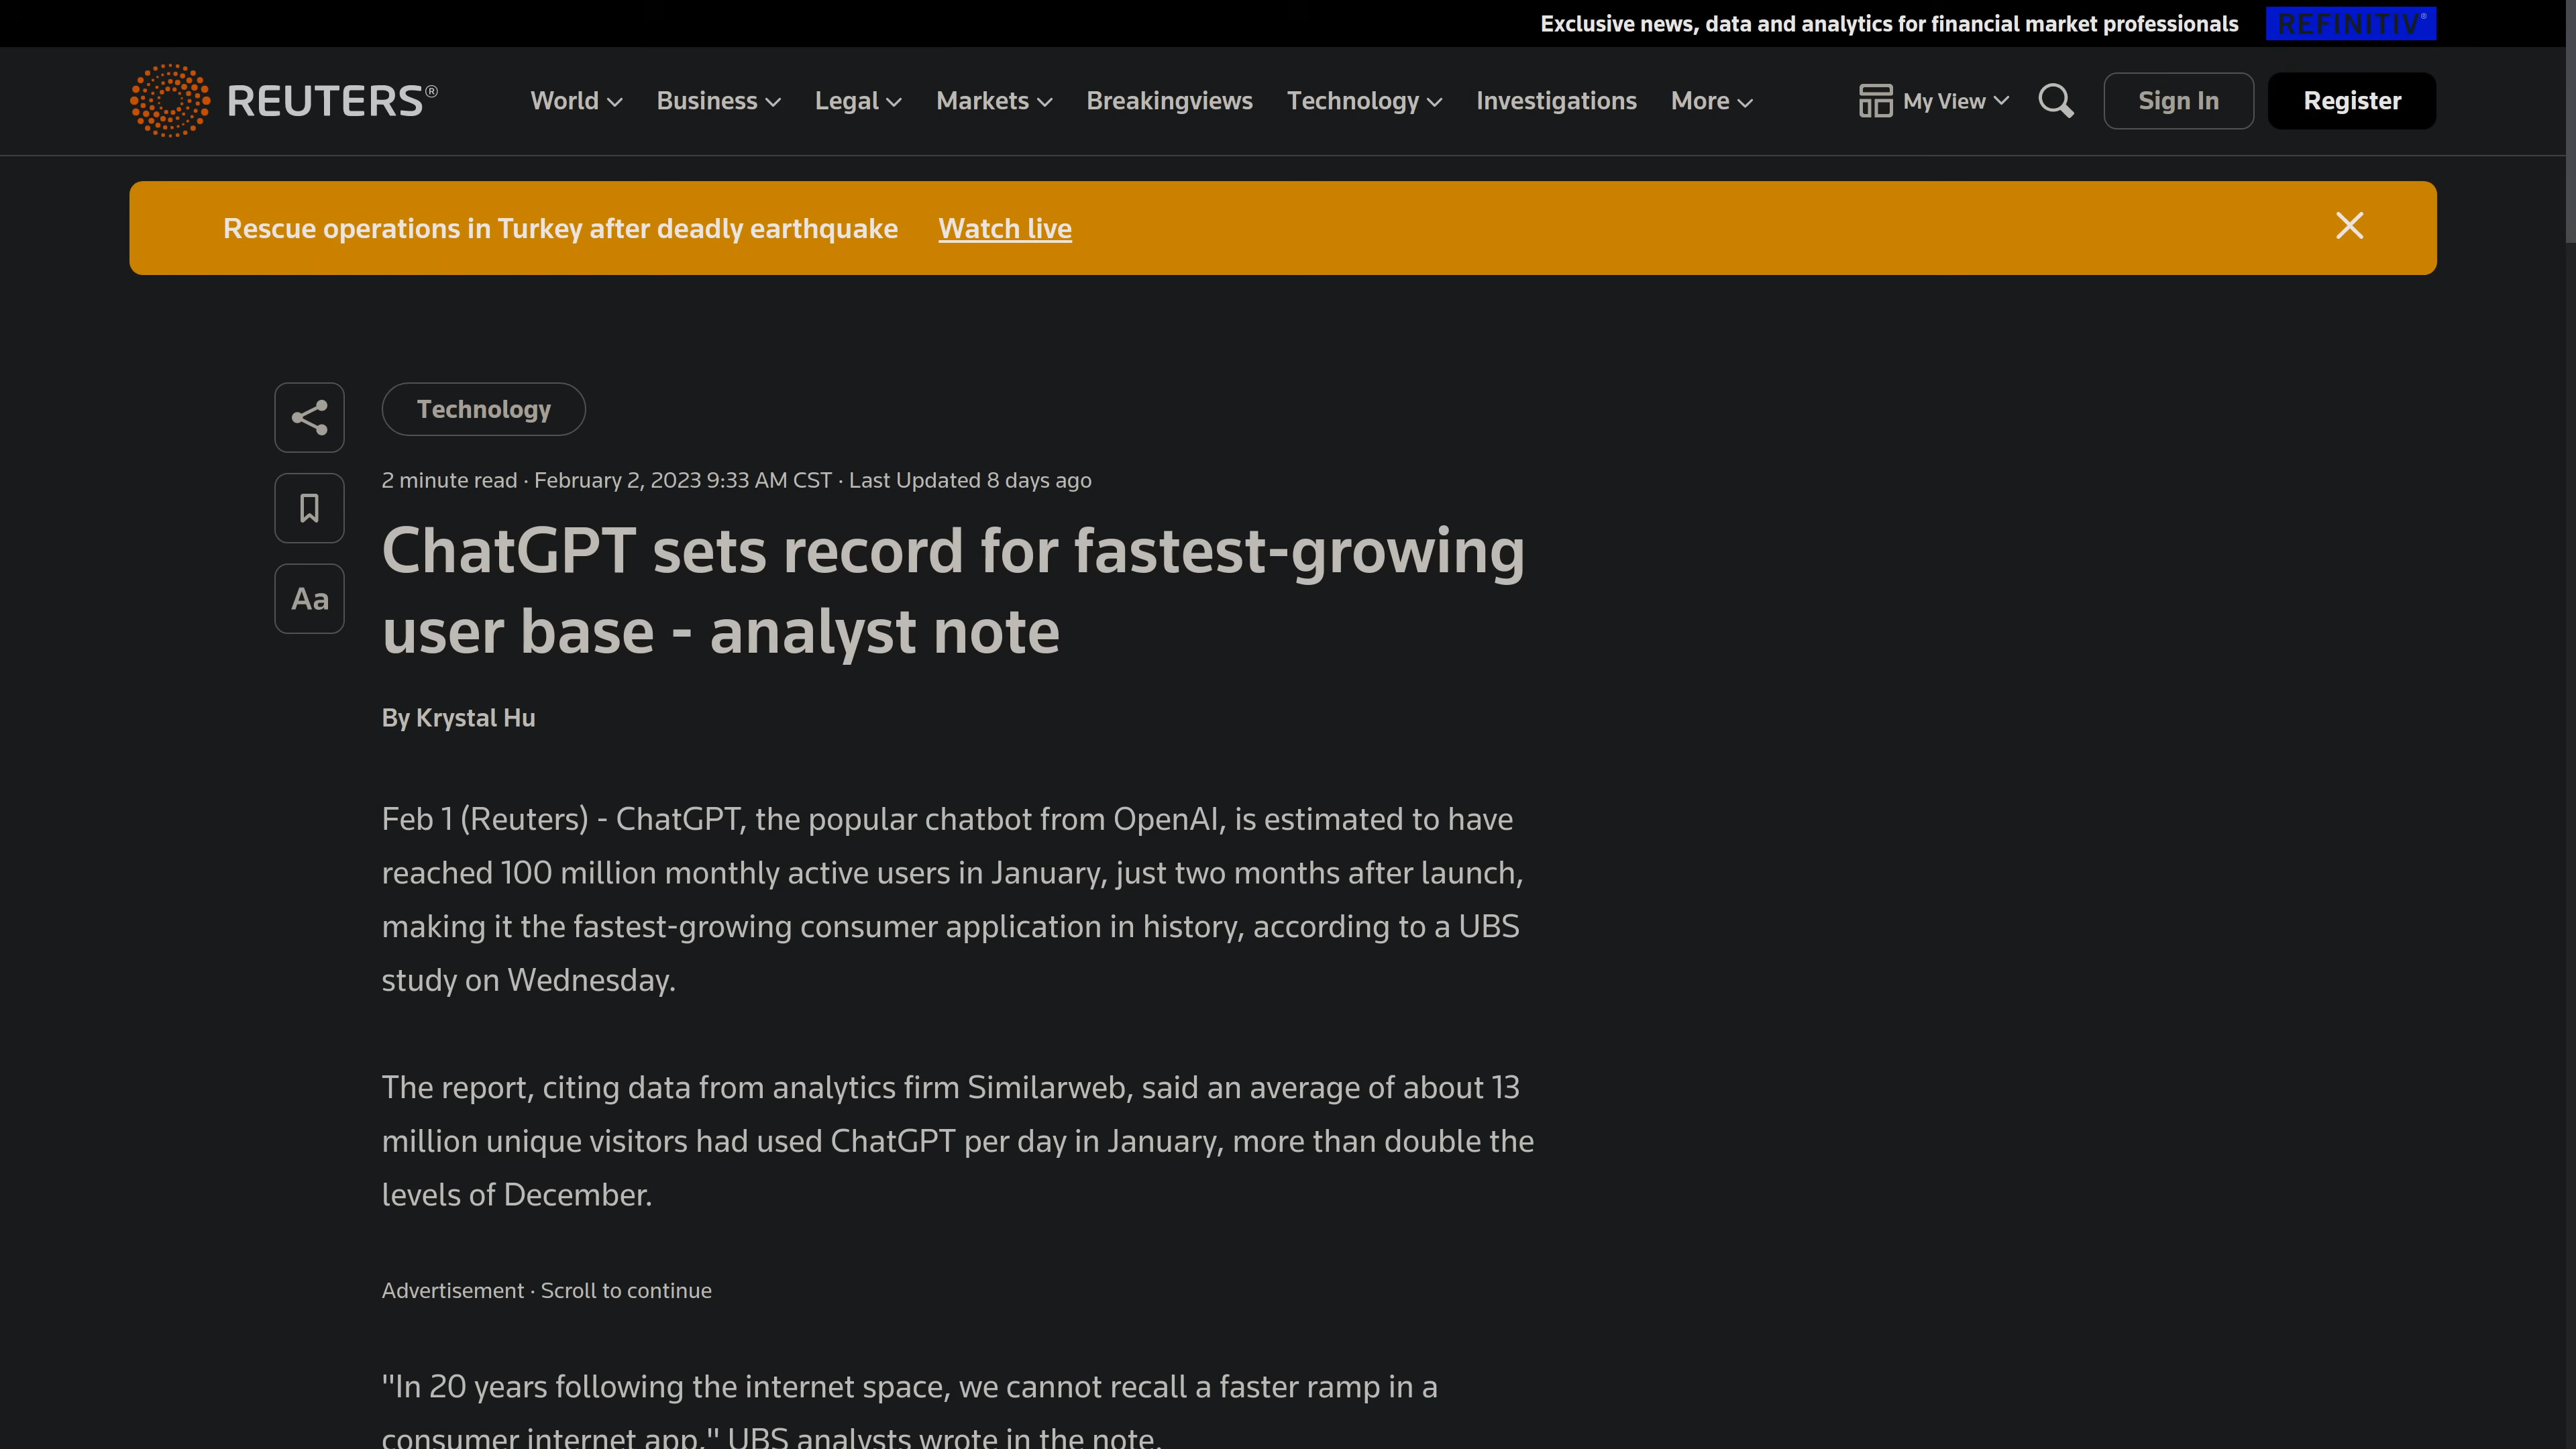 Exclusive news, data and analytics for financial market professionals REFINITIV®
REUTERS®
World Business Legal Markets Breakingviews Technology Investigations More My View Sign In Register
Rescue operations in Turkey after deadly earthquake Watch live
Technology
2 minute read · February 2, 2023 9:33 AM CST · Last Updated 8 days ago
Aa
ChatGPT sets record for fastest-growing
user base - analyst note
By Krystal Hu
Feb 1 (Reuters) - ChatGPT, the popular chatbot from OpenAI, is estimated to have
reached 100 million monthly active users in January, just two months after launch,
making it the fastest-growing consumer application in history, according to a UBS
study on Wednesday.
The report, citing data from analytics firm Similarweb, said an average of about 13
million unique visitors had used ChatGPT per day in January, more than double the
levels of December.
Advertisement · Scroll to continue
"In 20 years following the internet space, we cannot recall a faster ramp in a
consumer internet app," UBS analysts wrote in the note.